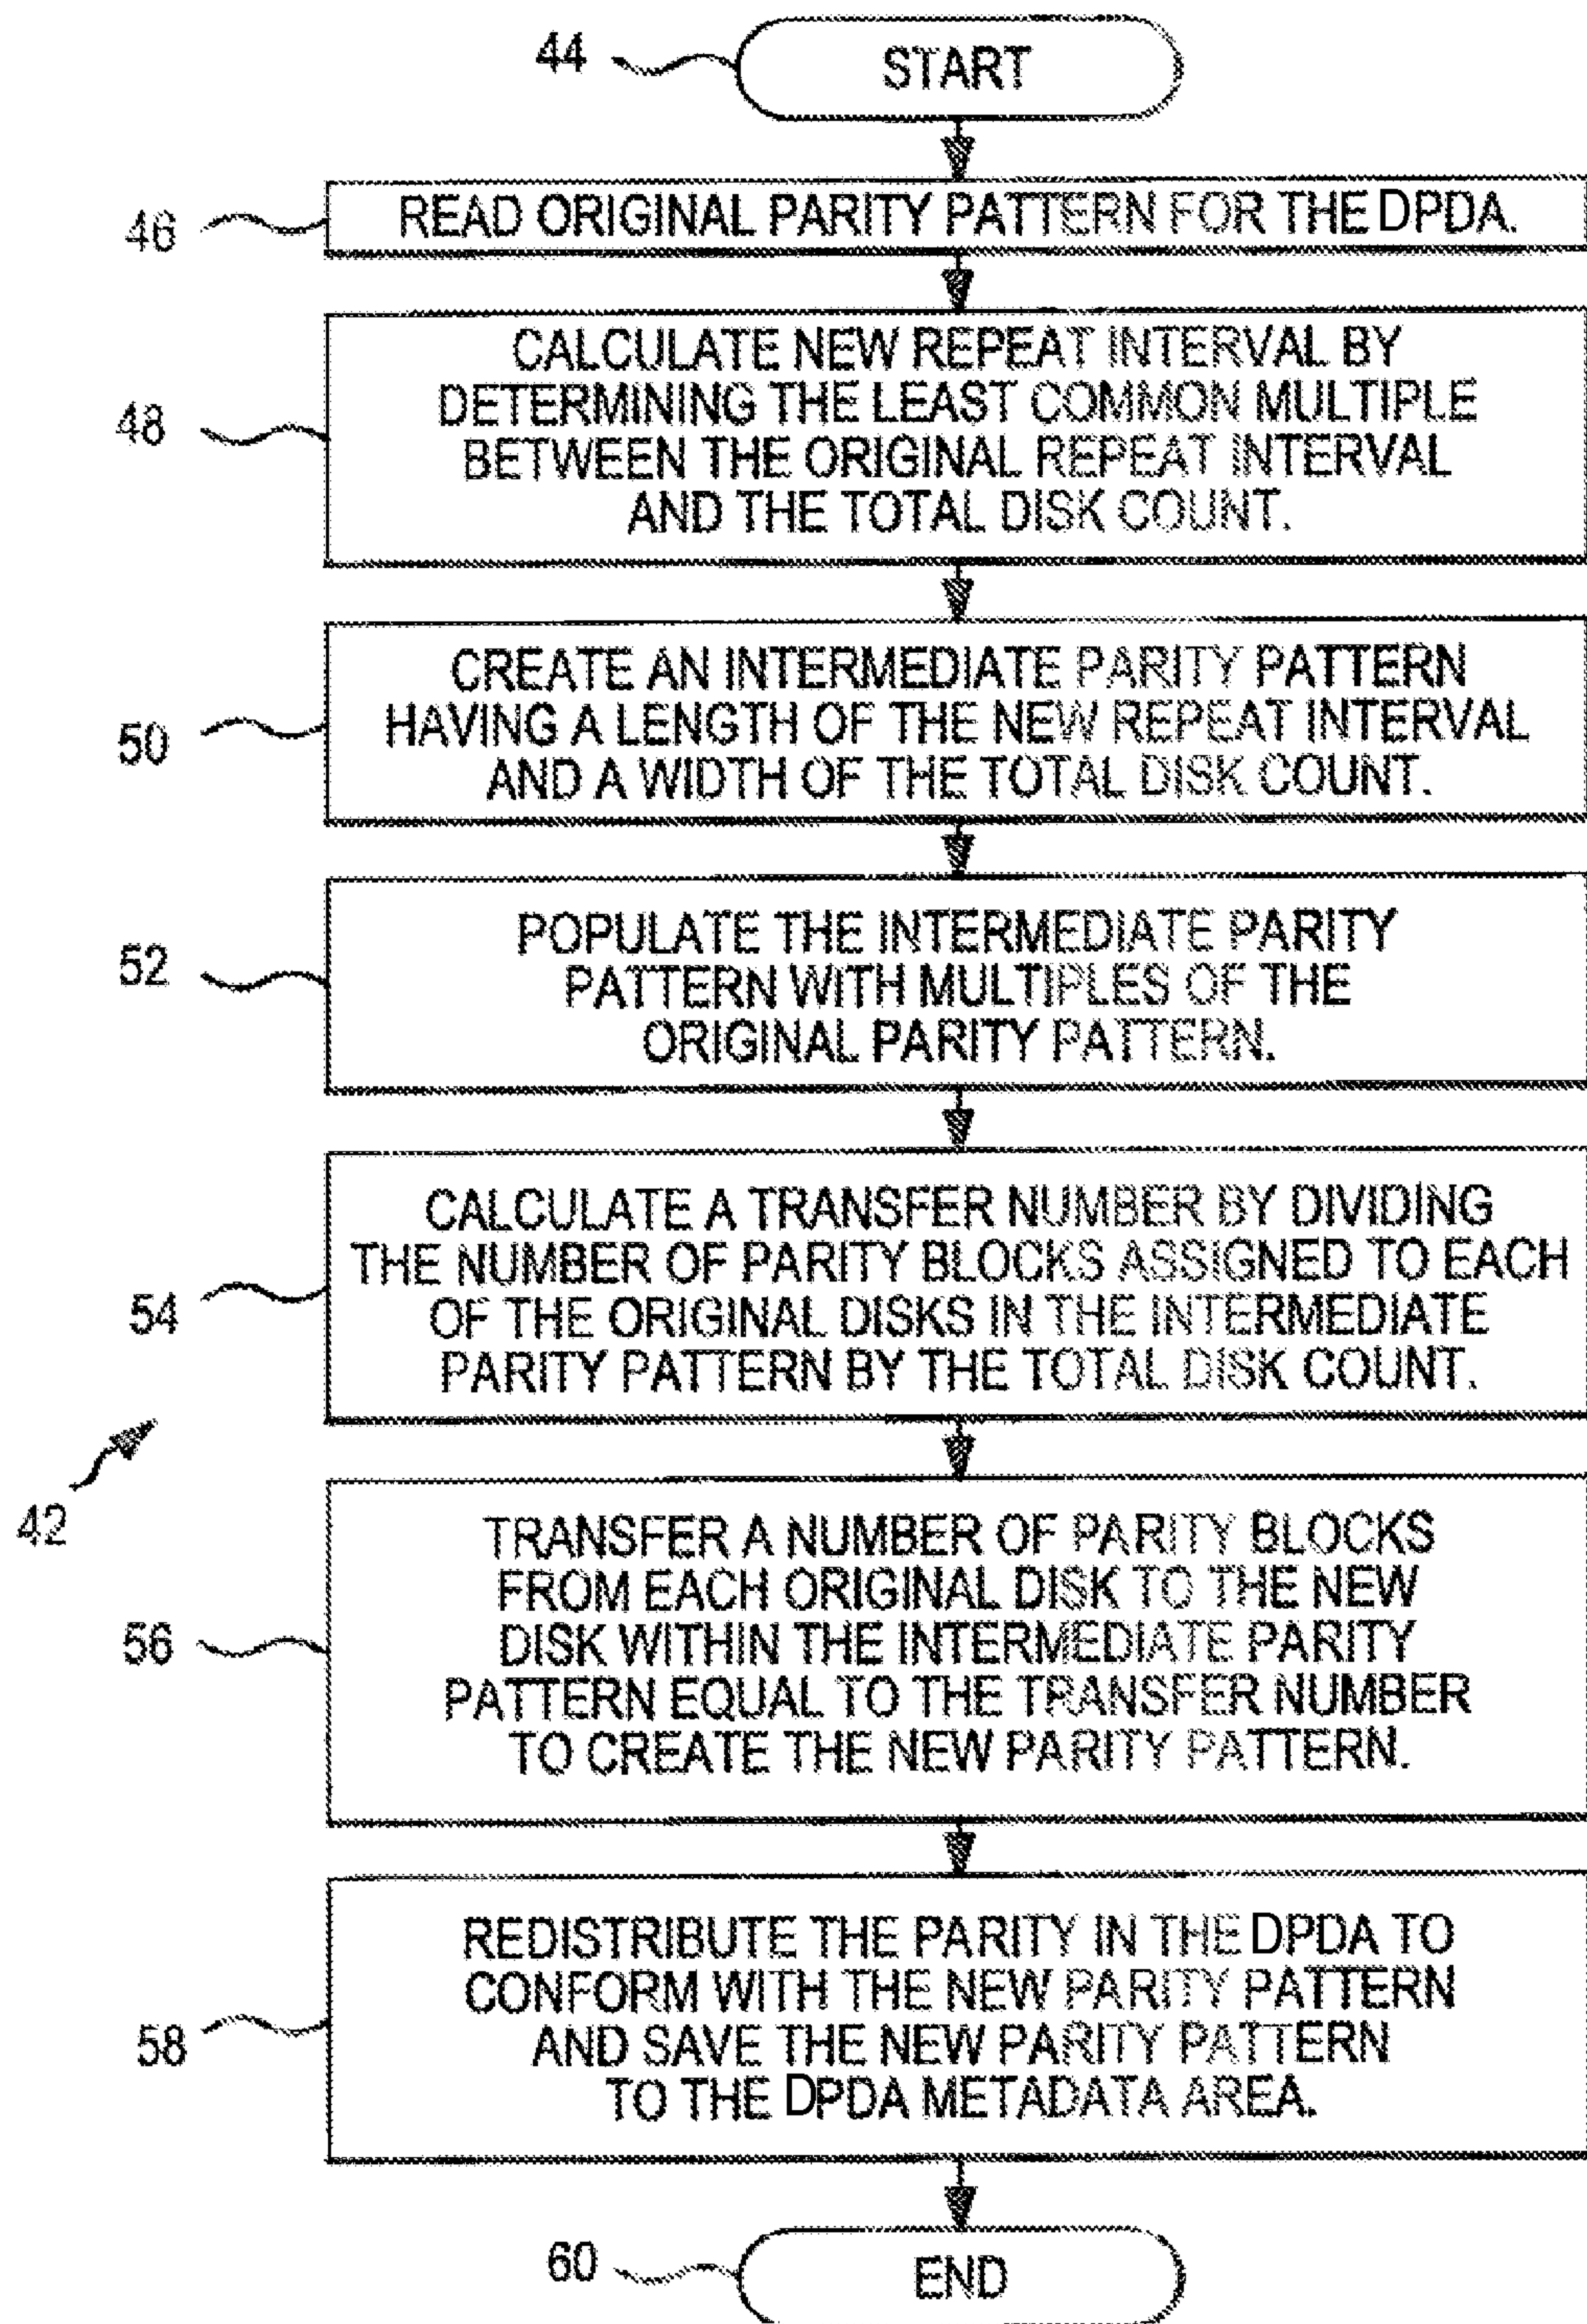 44
START
46
READ ORIGINAL PARITY PATTERN FOR THE DPDA.
48
CALCULATE NEW REPEAT INTERVAL BY
DETERMINING THE LEAST COMMON MULTIPLE
BETWEEN THE ORIGINAL REPEAT INTERVAL
AND THE TOTAL DISK COUNT.
50
CREATE AN INTERMEDIATE PARITY PATTERN
HAVING A LENGTH OF THE NEW REPEAT INTERVAL
AND A WIDTH OF THE TOTAL DISK COUNT.
52
POPULATE THE INTERMEDIATE PARITY
PATTERN WITH MULTIPLES OF THE
ORIGINAL PARITY PATTERN.
54
CALCULATE A TRANSFER NUMBER BY DIVIDING
THE NUMBER OF PARITY BLOCKS ASSIGNED TO EACH
OF THE ORIGINAL DISKS IN THE INTERMEDIATE
PARITY PATTERN BY THE TOTAL DISK COUNT.
42
56
TRANSFER A NUMBER OF PARITY BLOCKS
FROM EACH ORIGINAL DISK TO THE NEW
DISK WITHIN THE INTERMEDIATE PARITY
PATTERN EQUAL TO THE TRANSFER NUMBER
TO CREATE THE NEW PARITY PATTERN.
58
REDISTRIBUTE THE PARITY IN THE DPDA TO
CONFORM WITH THE NEW PARITY PATTERN
AND SAVE THE NEW PARITY PATTERN
TO THE DPDA METADATA AREA.
60
END